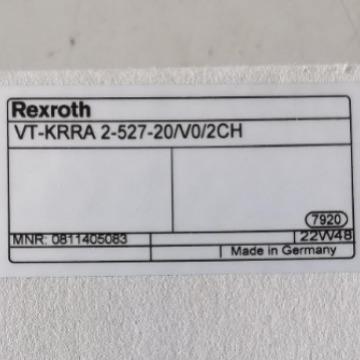 Rexroth
VT-KRRA 2-527-20/V0/2CH
7920
MNR: 0811405083
22W48
Made in Germany